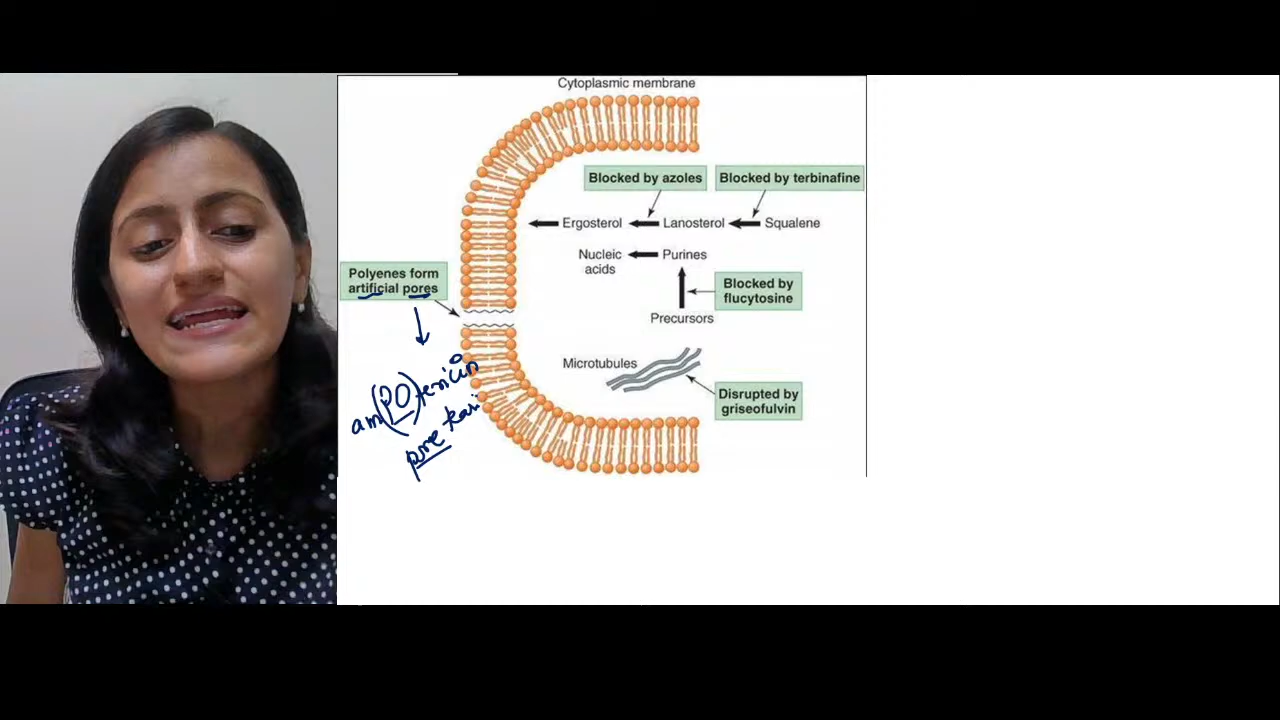 Cytoplasmic membrane
Blocked by azoles
Blocked by terbinafine
Ergosterol
Lanosterol
Squalene
Nucleic
acids
Purines
Polyenes form
artificial pores
Blocked by
flucytosine
Precursors
Microtubules
Disrupted by
griseofulvin
am(PO)tericin
pore